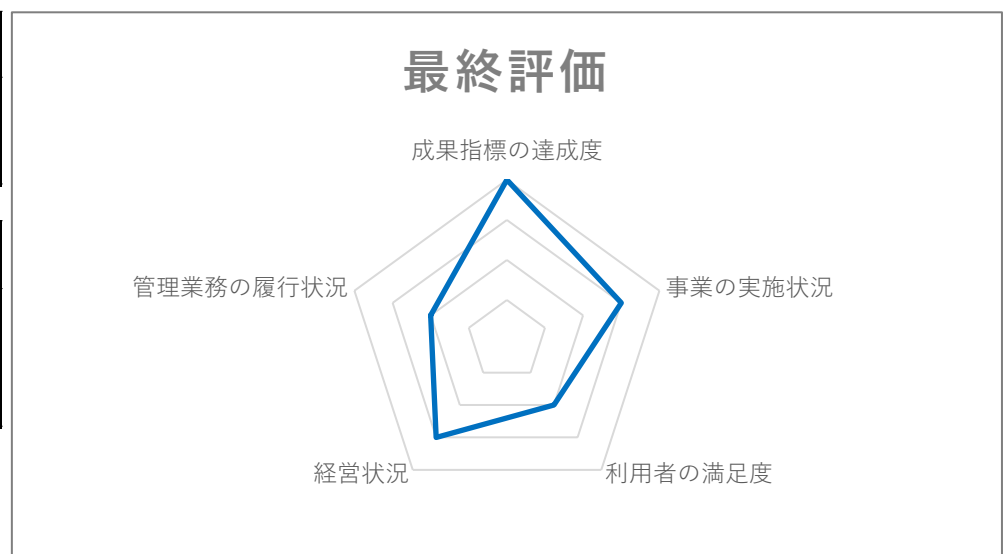 最終評価
成果指標の達成度
管理業務の履行状況
事業の実施状況
経営状況
利用者の満足度